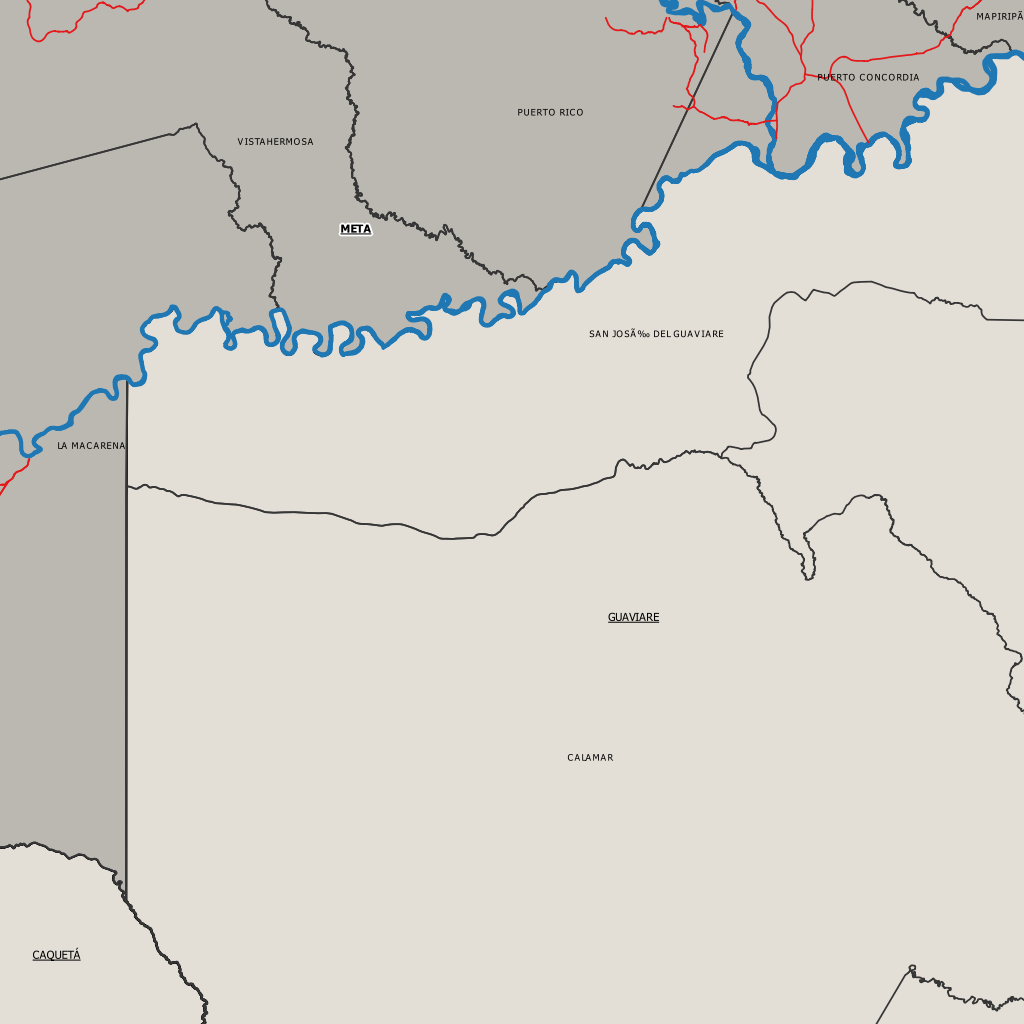 MAPIRIPÃ
PUERTO CONCORDIA
PUERTO RICO
VISTAHERMOSA
META
SAN JOSÃ‰ DEL GUAVIARE
LA MACARENA
GUAVIARE
CALAMAR
CAQUETÁ